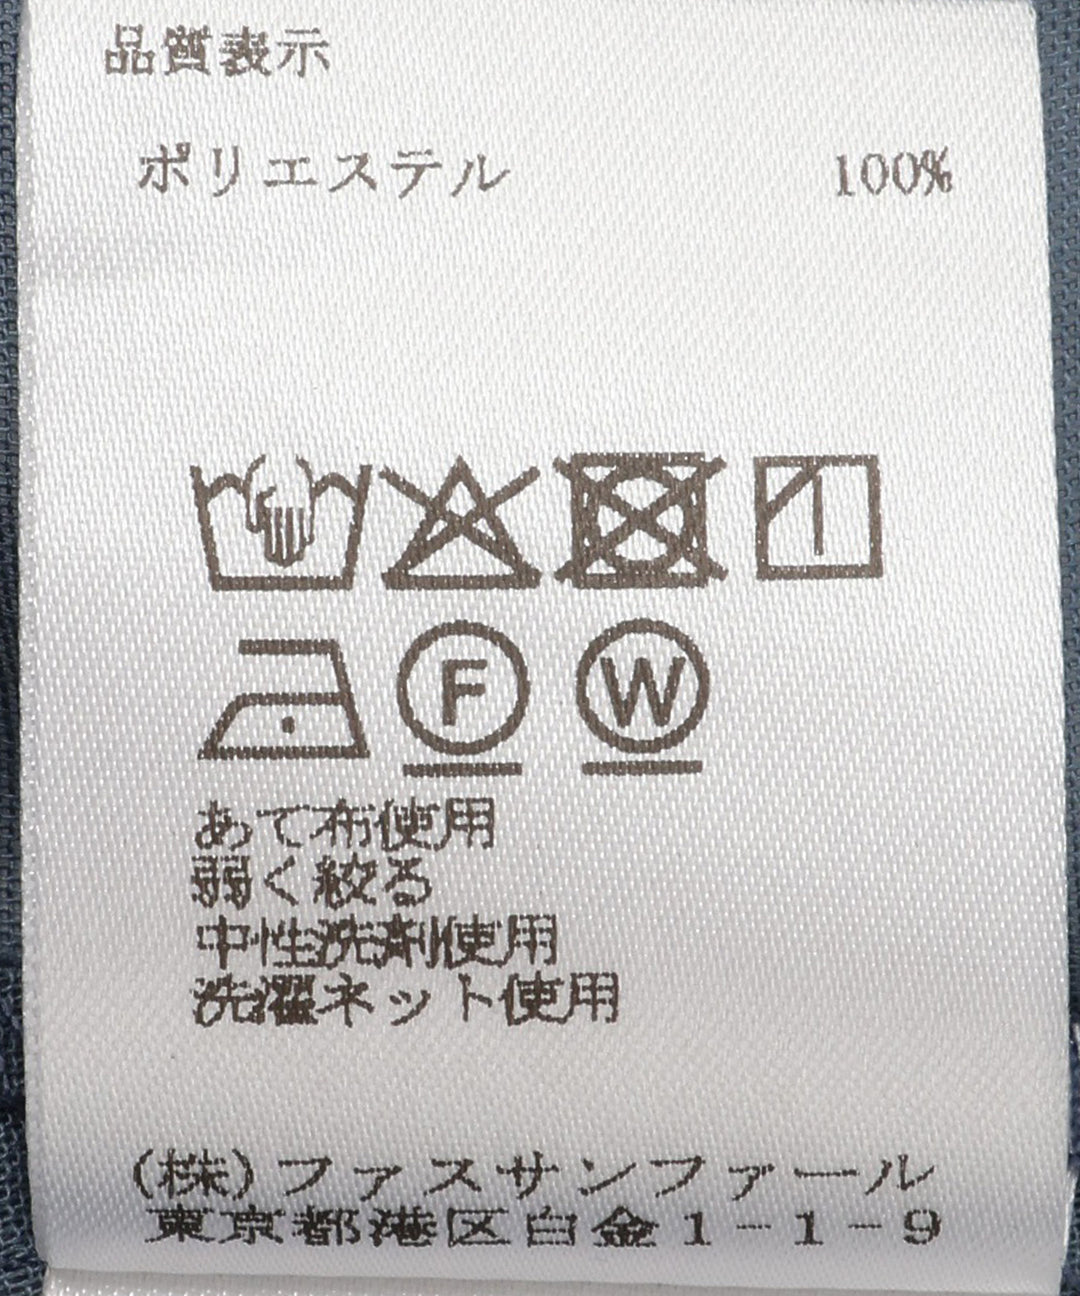 品質表示
ポリエステル 100%
F W
あて布使用
弱く絞る
中性洗剤使用
洗濯ネット使用
(株)ファスサンファール
東京都港区白金1-1-9